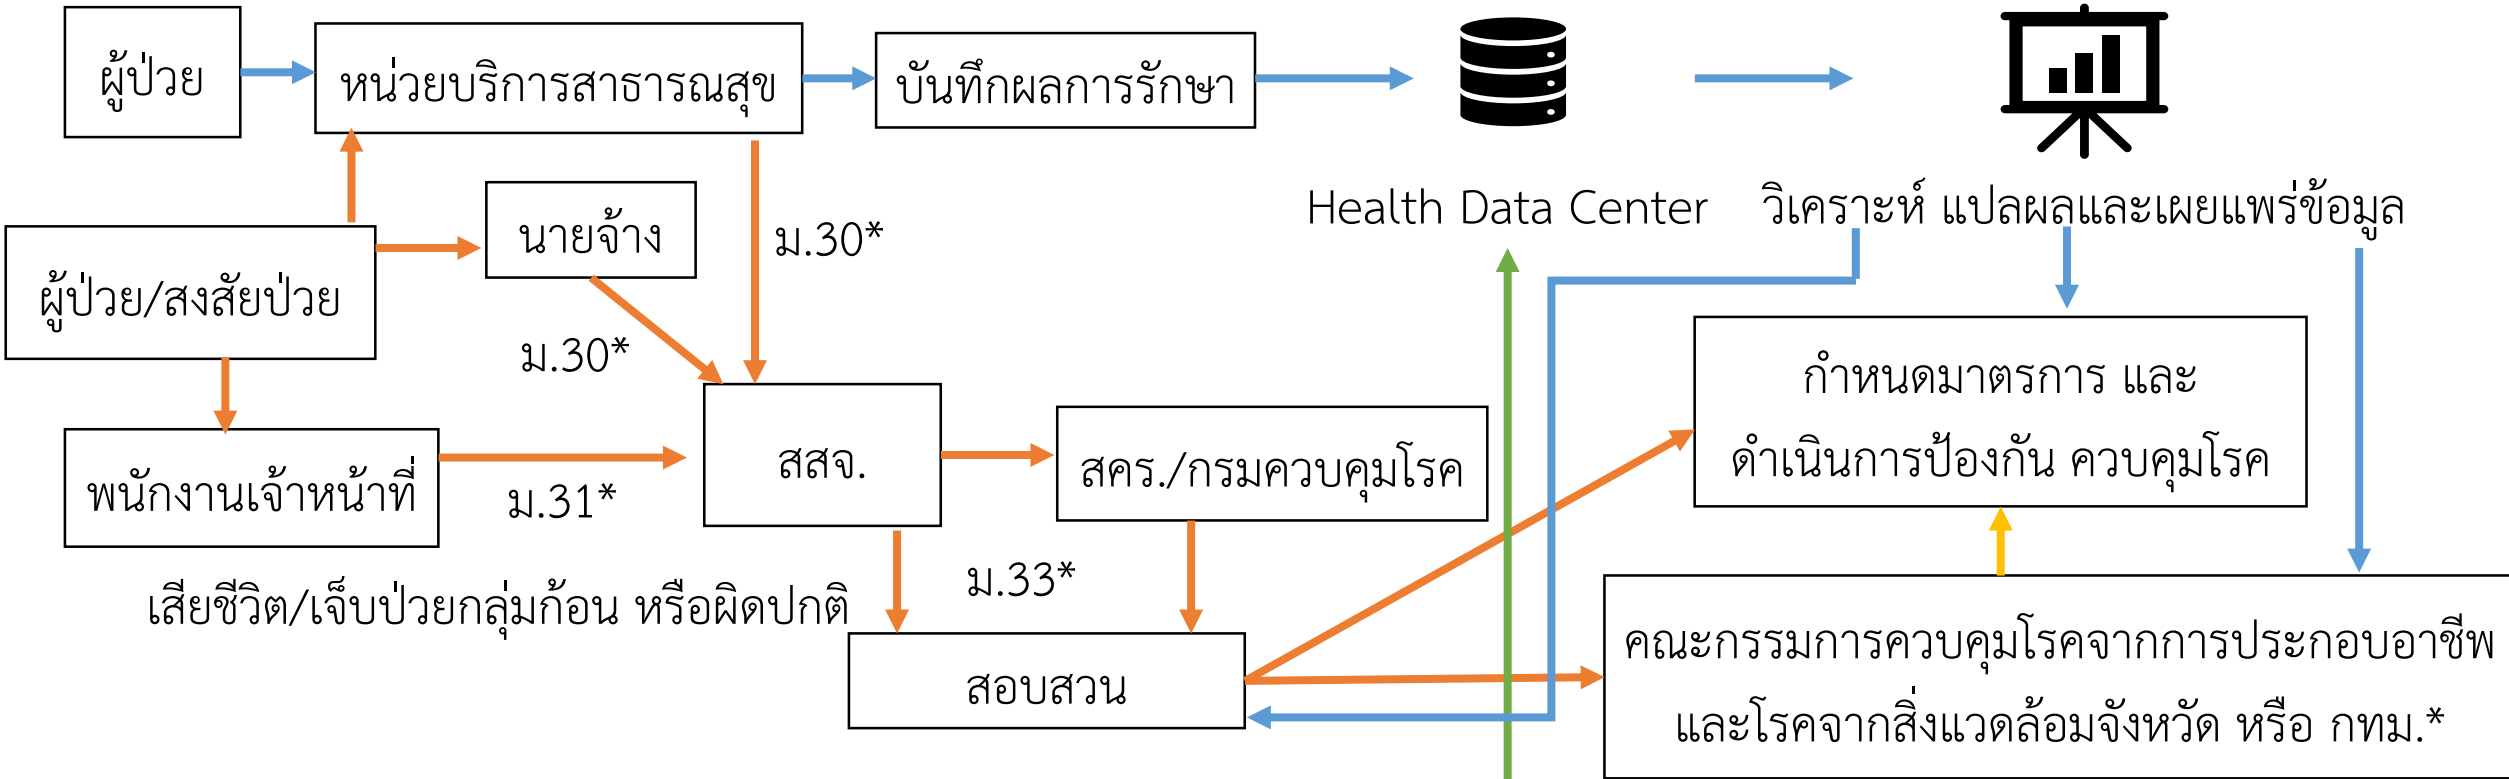 ผู้ป่วย
หน่วยบริการสาธารณสุข
บันทึกผลการรักษา
Health Data Center
วิเคราะห์ แปลผลและเผยแพร่ข้อมูล
นายจ้าง
ม.30*
ผู้ป่วย/สงสัยป่วย
ม.30*
กำหนดมาตรการ และ
ดำเนินการป้องกัน ควบคุมโรค
สสจ.
สคร./กรมควบคุมโรค
พนักงานเจ้าหน้าที่
ม.31*
ม.33*
เสียชีวิต/เจ็บป่วยกลุ่มก้อน หรือผิดปกติ
สอบสวน
คณะกรรมการควบคุมโรคจากการประกอบอาชีพ
และโรคจากสิ่งแวดล้อมจังหวัด หรือ กทม.*